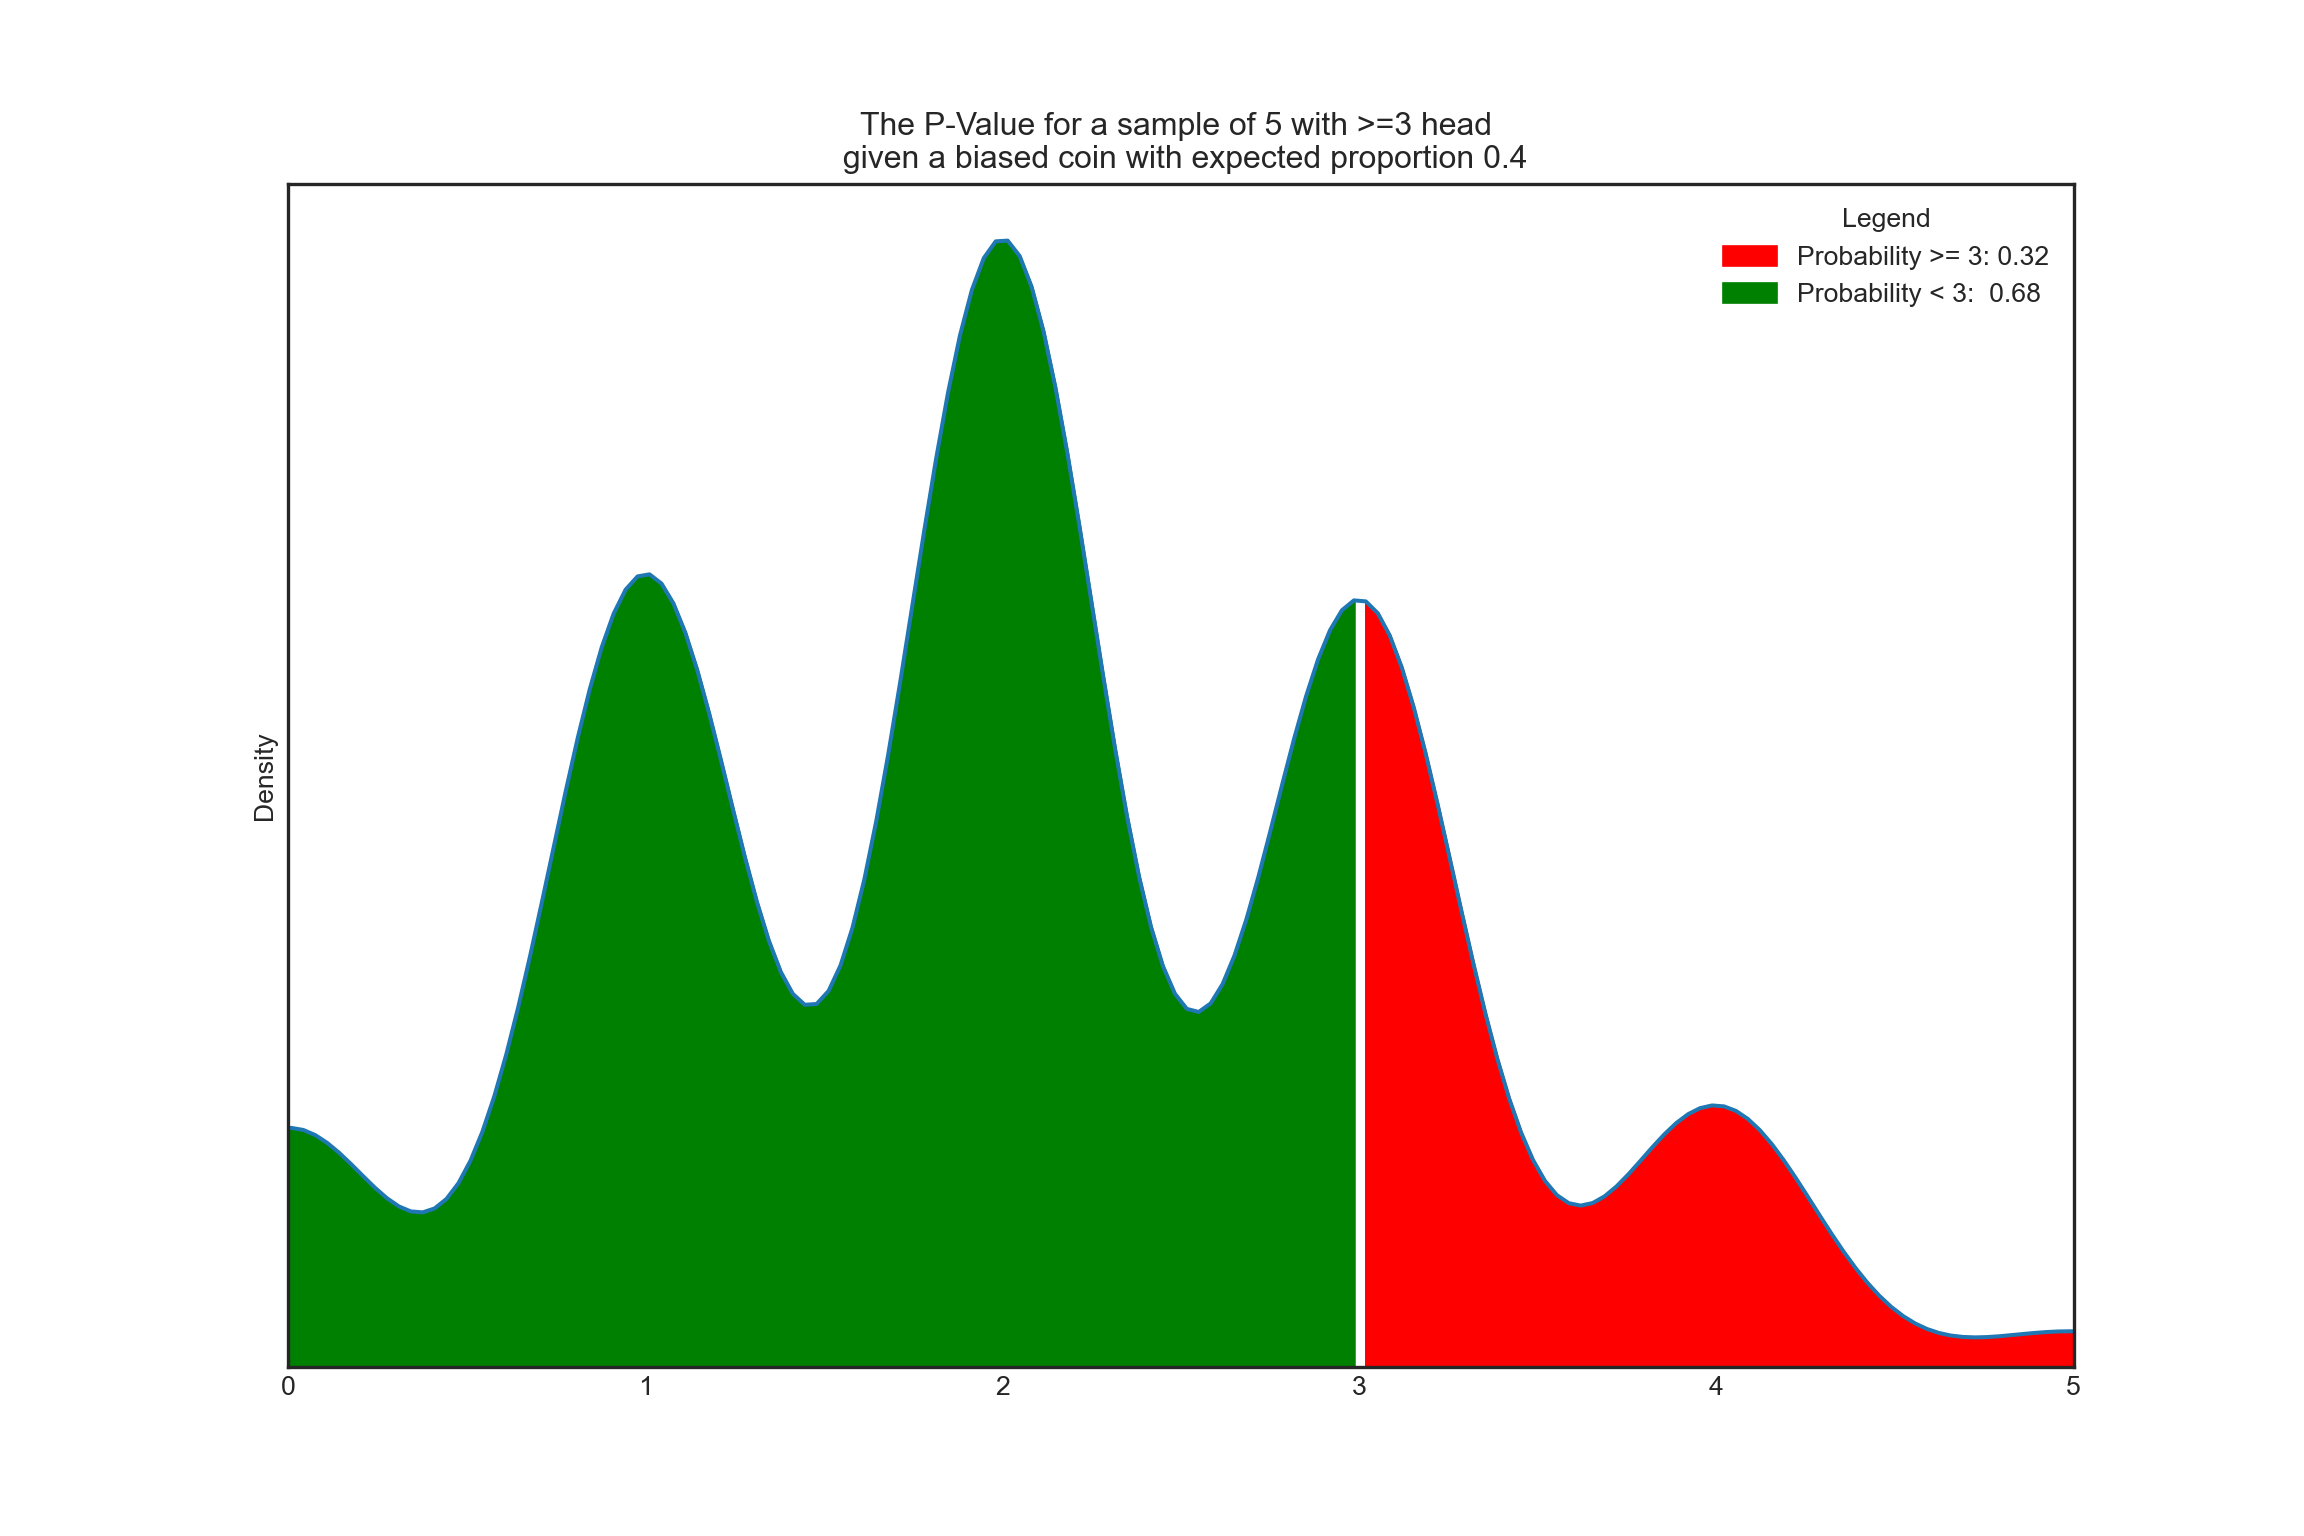 The P-Value for a sample of 5 with >=3 head
given a biased coin with expected proportion 0.4
Legend
Probability >= 3: 0.32
Probability < 3:  0.68
Density
0 1 2 3 4 5